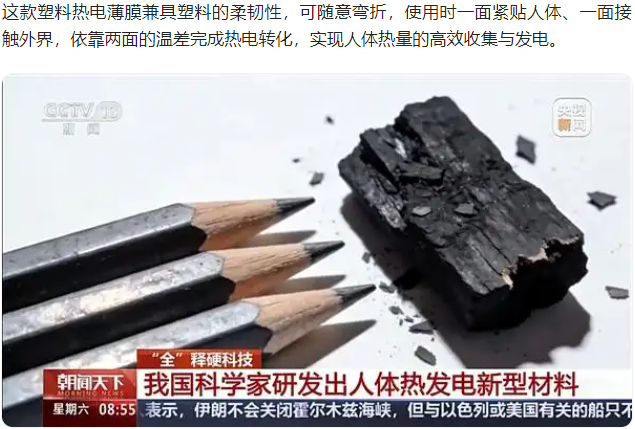 这款塑料热电薄膜兼具塑料的柔韧性，可随意弯折，使用时一面紧贴人体、一面接
触外界，依靠两面的温差完成热电转化，实现人体热量的高效收集与发电。
CCTV 13
新闻
央视
新闻
“全”释硬科技
朝闻天下
MORNING NEWS
我国科学家研发出人体热发电新型材料
星期六 08:55
表示，伊朗不会关闭霍尔木兹海峡，但与以色列或美国有关的船只不